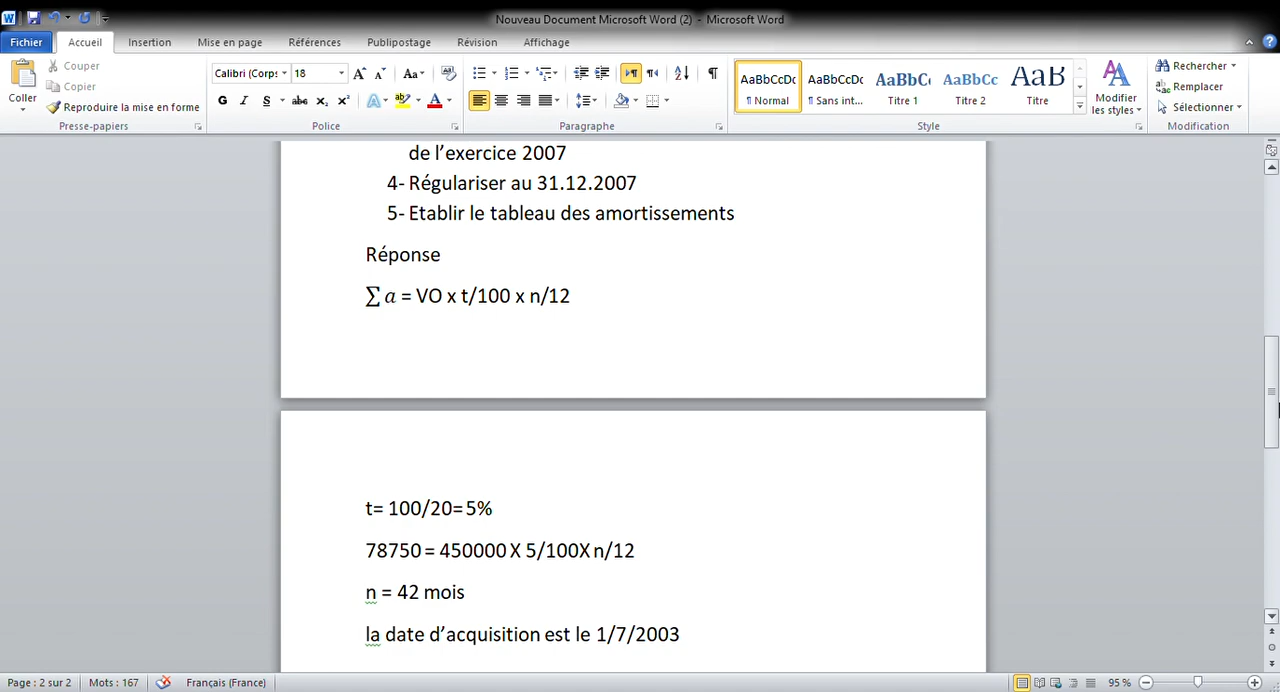 Nouveau Document Microsoft Word (2) - Microsoft Word
Fichier Accueil Insertion Mise en page Références Publipostage Révision Affichage
Coller
Couper
Copier
Reproduire la mise en forme
Presse-papiers
Calibri (Corps 18
G I S abc x₂ x²
Police
Paragraphe
AaBbCcDc AaBbCcDc AaBbC AaBbCc AaB
¶ Normal ¶ Sans int... Titre 1 Titre 2 Titre
Modifier
les styles
Style
Rechercher
Remplacer
Sélectionner
Modification
de l’exercice 2007
4- Régulariser au 31.12.2007
5- Etablir le tableau des amortissements
Réponse
∑ a = VO x t/100 x n/12
t= 100/20= 5%
78750 = 450000 X 5/100X n/12
n = 42 mois
la date d’acquisition est le 1/7/2003
Page : 2 sur 2 Mots : 167 Français (France) 95 %